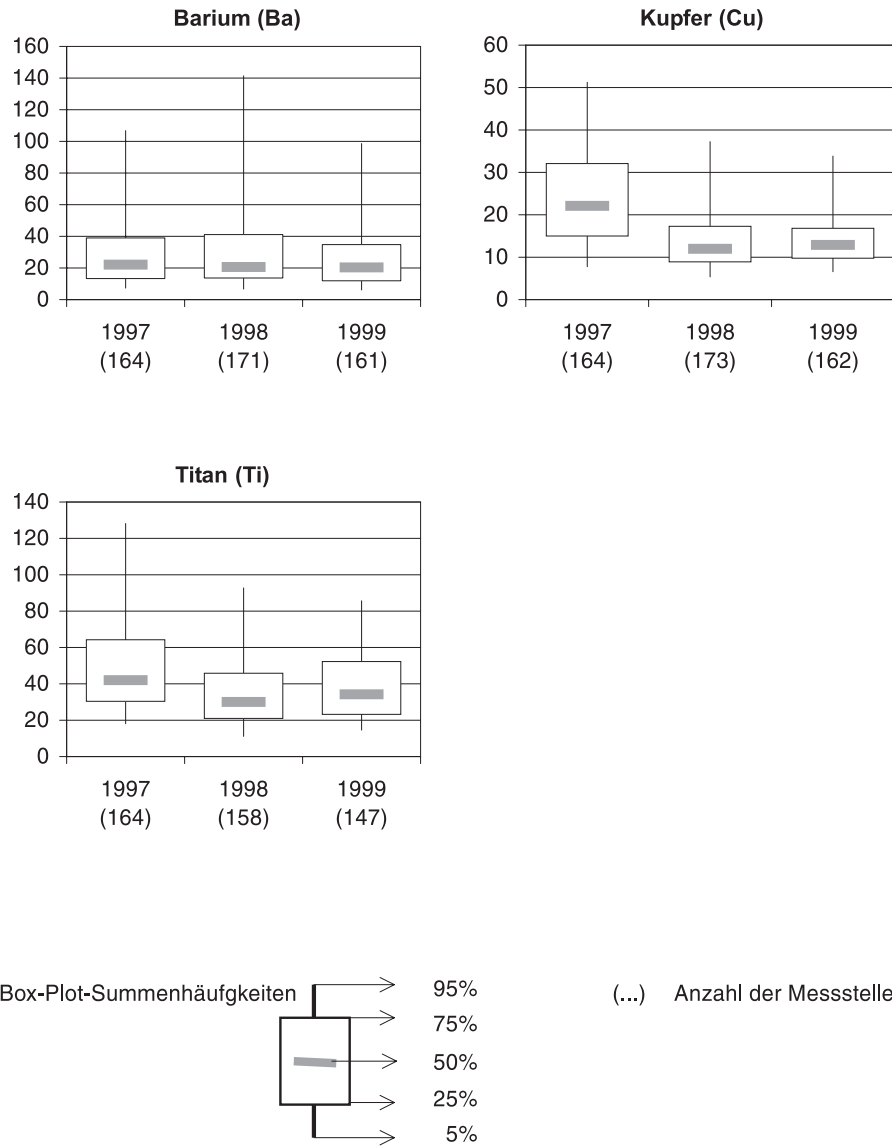 Barium (Ba)
160
140
120
100
80
60
40
20
0
1997 1998 1999
(164) (171) (161)
Kupfer (Cu)
60
50
40
30
20
10
0
1997 1998 1999
(164) (173) (162)
Titan (Ti)
140
120
100
80
60
40
20
0
1997 1998 1999
(164) (158) (147)
Box-Plot-Summenhäufgkeiten
95%
75%
50%
25%
5%
(...) Anzahl der Messstelle